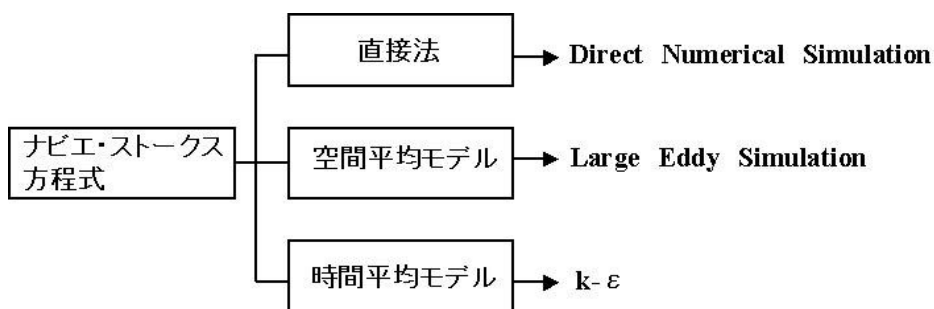 直接法
Direct Numerical Simulation
ナビエ・ストークス
方程式
空間平均モデル
Large Eddy Simulation
時間平均モデル
k-ε